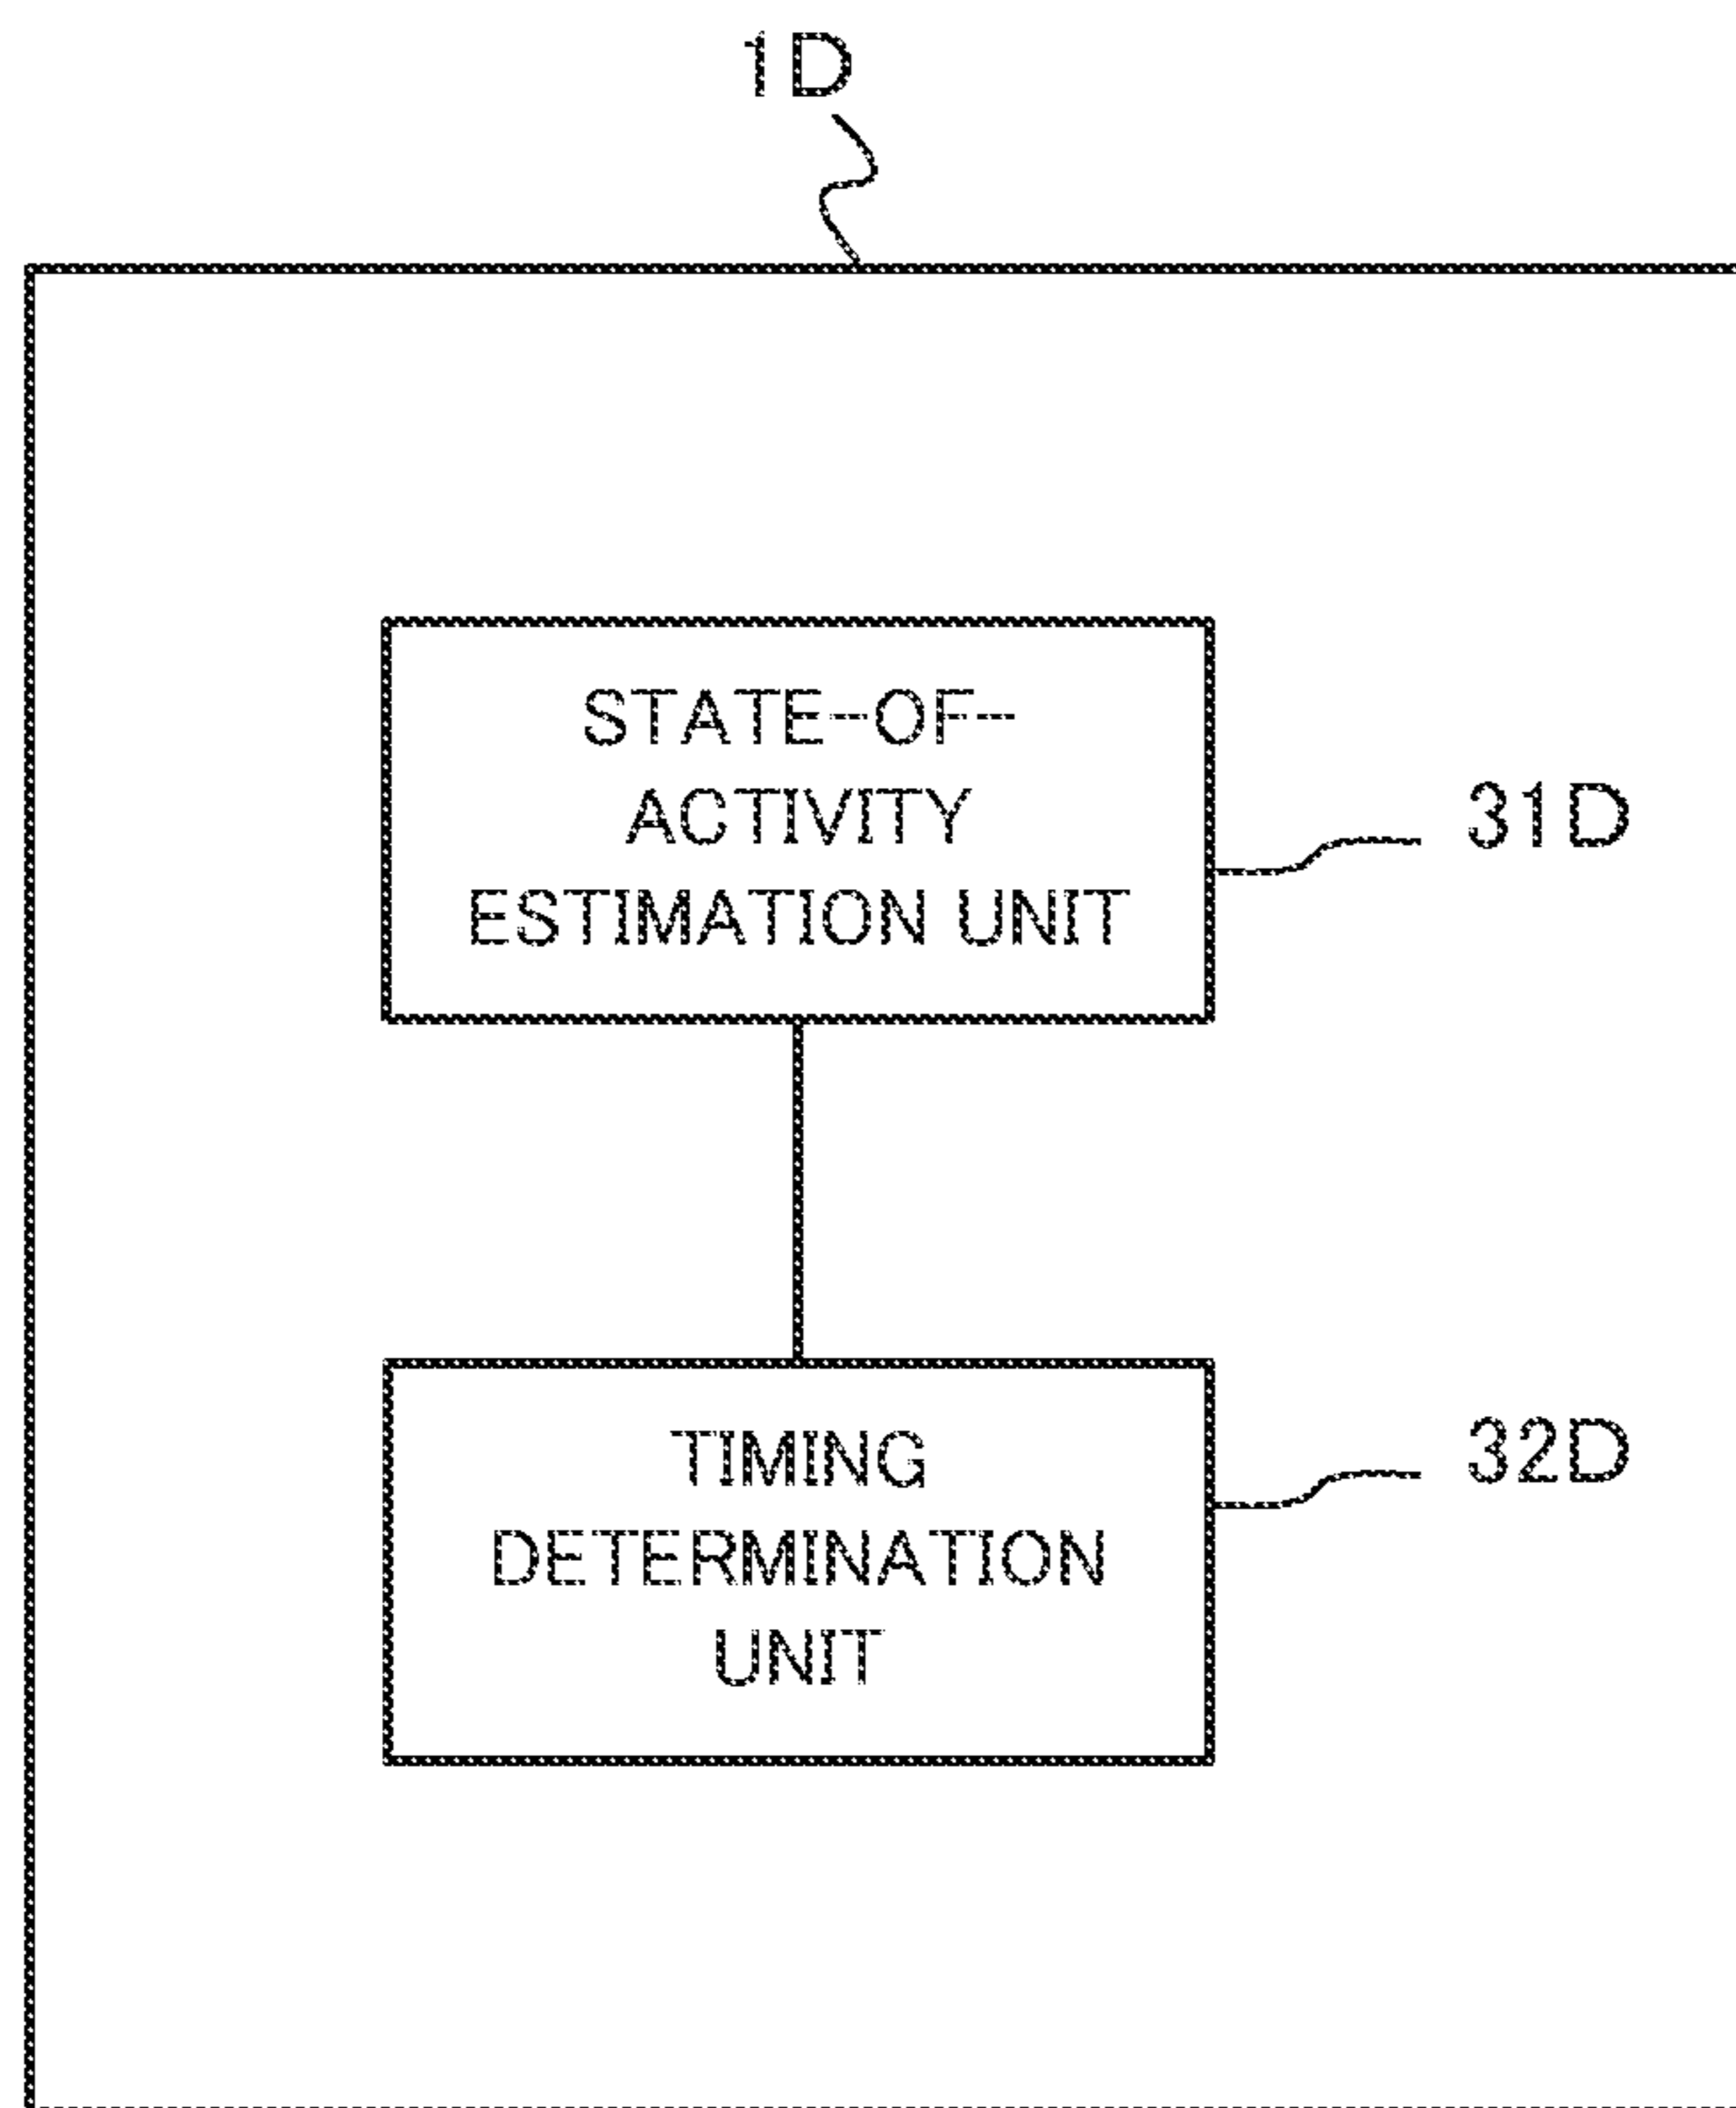 1D
STATE-OF-
ACTIVITY
ESTIMATION UNIT
31D
TIMING
DETERMINATION
UNIT
32D